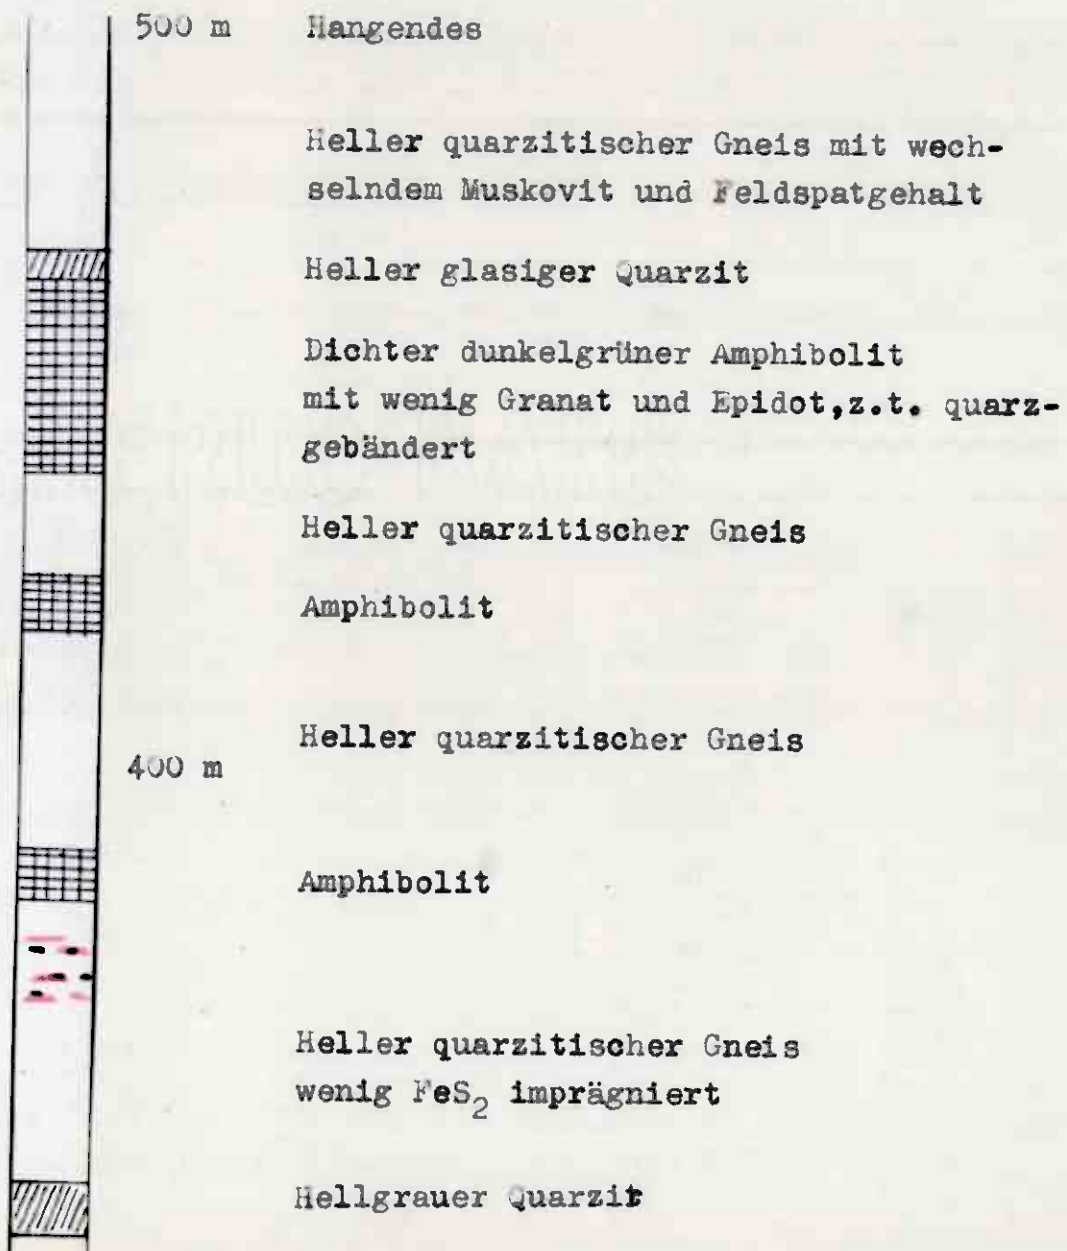 500 m Hangendes
Heller quarzitischer Gneis mit wech-
selndem Muskovit und Feldspatgehalt
Heller glasiger Quarzit
Dichter dunkelgrüner Amphibolit
mit wenig Granat und Epidot,z.t. quarz-
gebändert
Heller quarzitischer Gneis
Amphibolit
Heller quarzitischer Gneis
400 m
Amphibolit
Heller quarzitischer Gneis
wenig FeS2 imprägniert
Hellgrauer Quarzit